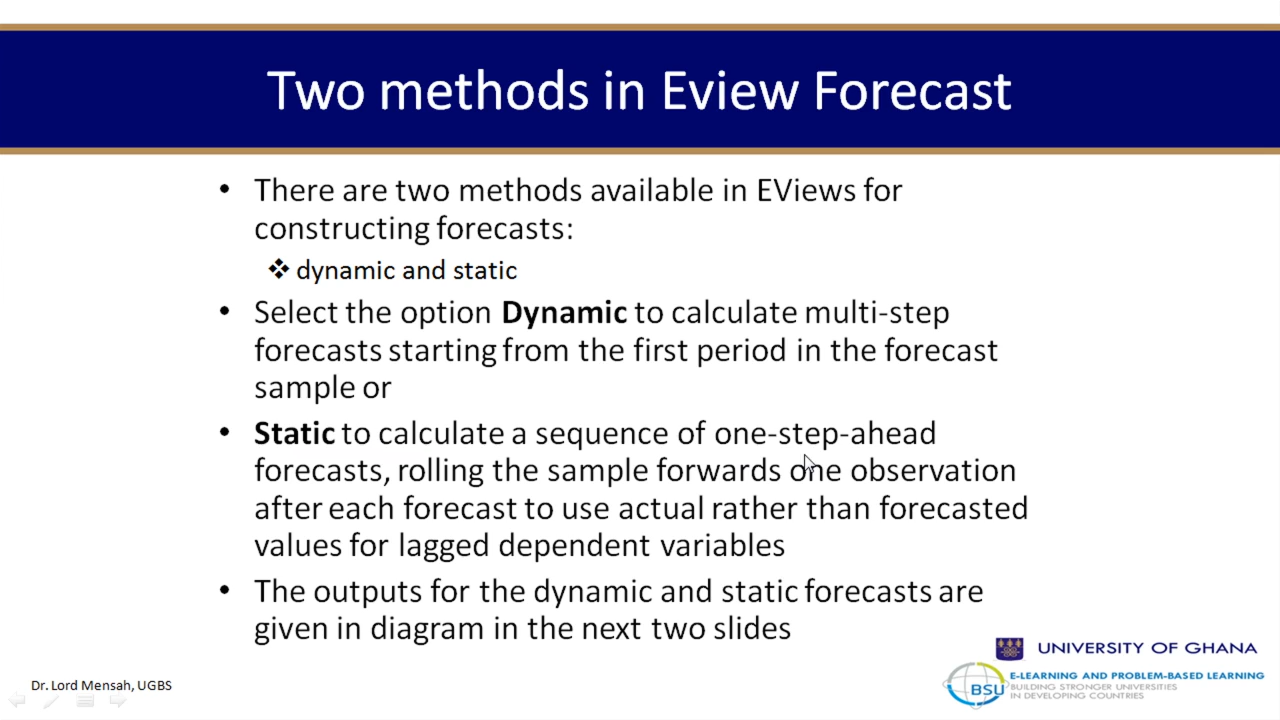 Two methods in Eview Forecast
• There are two methods available in EViews for
constructing forecasts:
❖ dynamic and static
• Select the option Dynamic to calculate multi-step
forecasts starting from the first period in the forecast
sample or
• Static to calculate a sequence of one-step-ahead
forecasts, rolling the sample forwards one observation
after each forecast to use actual rather than forecasted
values for lagged dependent variables
• The outputs for the dynamic and static forecasts are
given in diagram in the next two slides
UNIVERSITY OF GHANA
BSU
E-LEARNING AND PROBLEM-BASED LEARNING
BUILDING STRONGER UNIVERSITIES
IN DEVELOPING COUNTRIES
Dr. Lord Mensah, UGBS